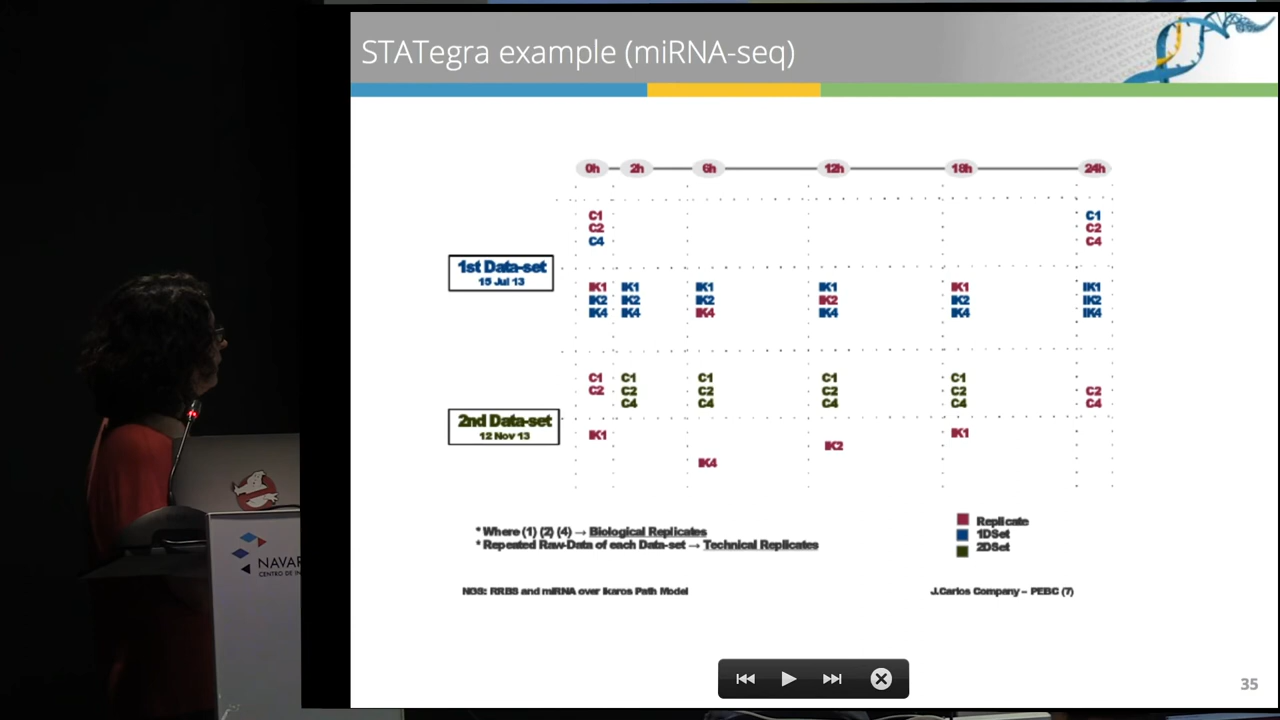 STATegra example (miRNA-seq)
0h 2h 6h 12h 18h 24h
C1 C1
C2 C2
C4 C4
1st Data-set
15 Jul 13
IK1 IK1 IK1 IK1 IK1 IK1
IK2 IK2 IK2 IK2 IK2
IK4 IK4 IK4 IK4 IK4 IK4
C1 C1 C1 C1 C1
C2 C2 C2 C2 C2 C2
C4 C4 C4 C4 C4
2nd Data-set
12 Nov 13
IK1 IK1
IK2
IK4
* Where (1) (2) (4) → Biological Replicates
* Repeated Raw-Data of each Data-set → Technical Replicates
Replicate
1DSet
2DSet
NGS: RRBS and miRNA over Ikaros Path Model
J.Carlos Company – PEBC (7)
35
NAVAR
CENTRO DE IN